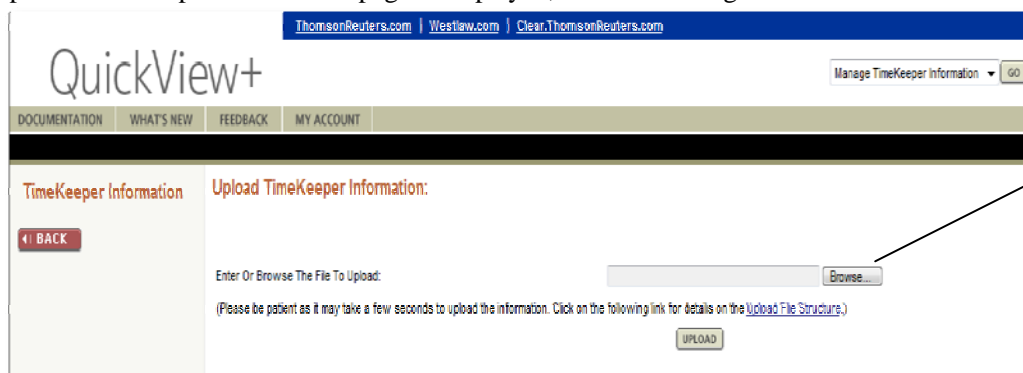 ThomsonReuters.com | Westlaw.com | Clear.ThomsonReuters.com
QuickView+
Manage TimeKeeper Information GO
DOCUMENTATION WHAT'S NEW FEEDBACK MY ACCOUNT
TimeKeeper Information
Upload TimeKeeper Information:
BACK
Enter Or Browse The File To Upload:
Browse...
(Please be patient as it may take a few seconds to upload the information. Click on the following link for details on the Upload File Structure.)
UPLOAD